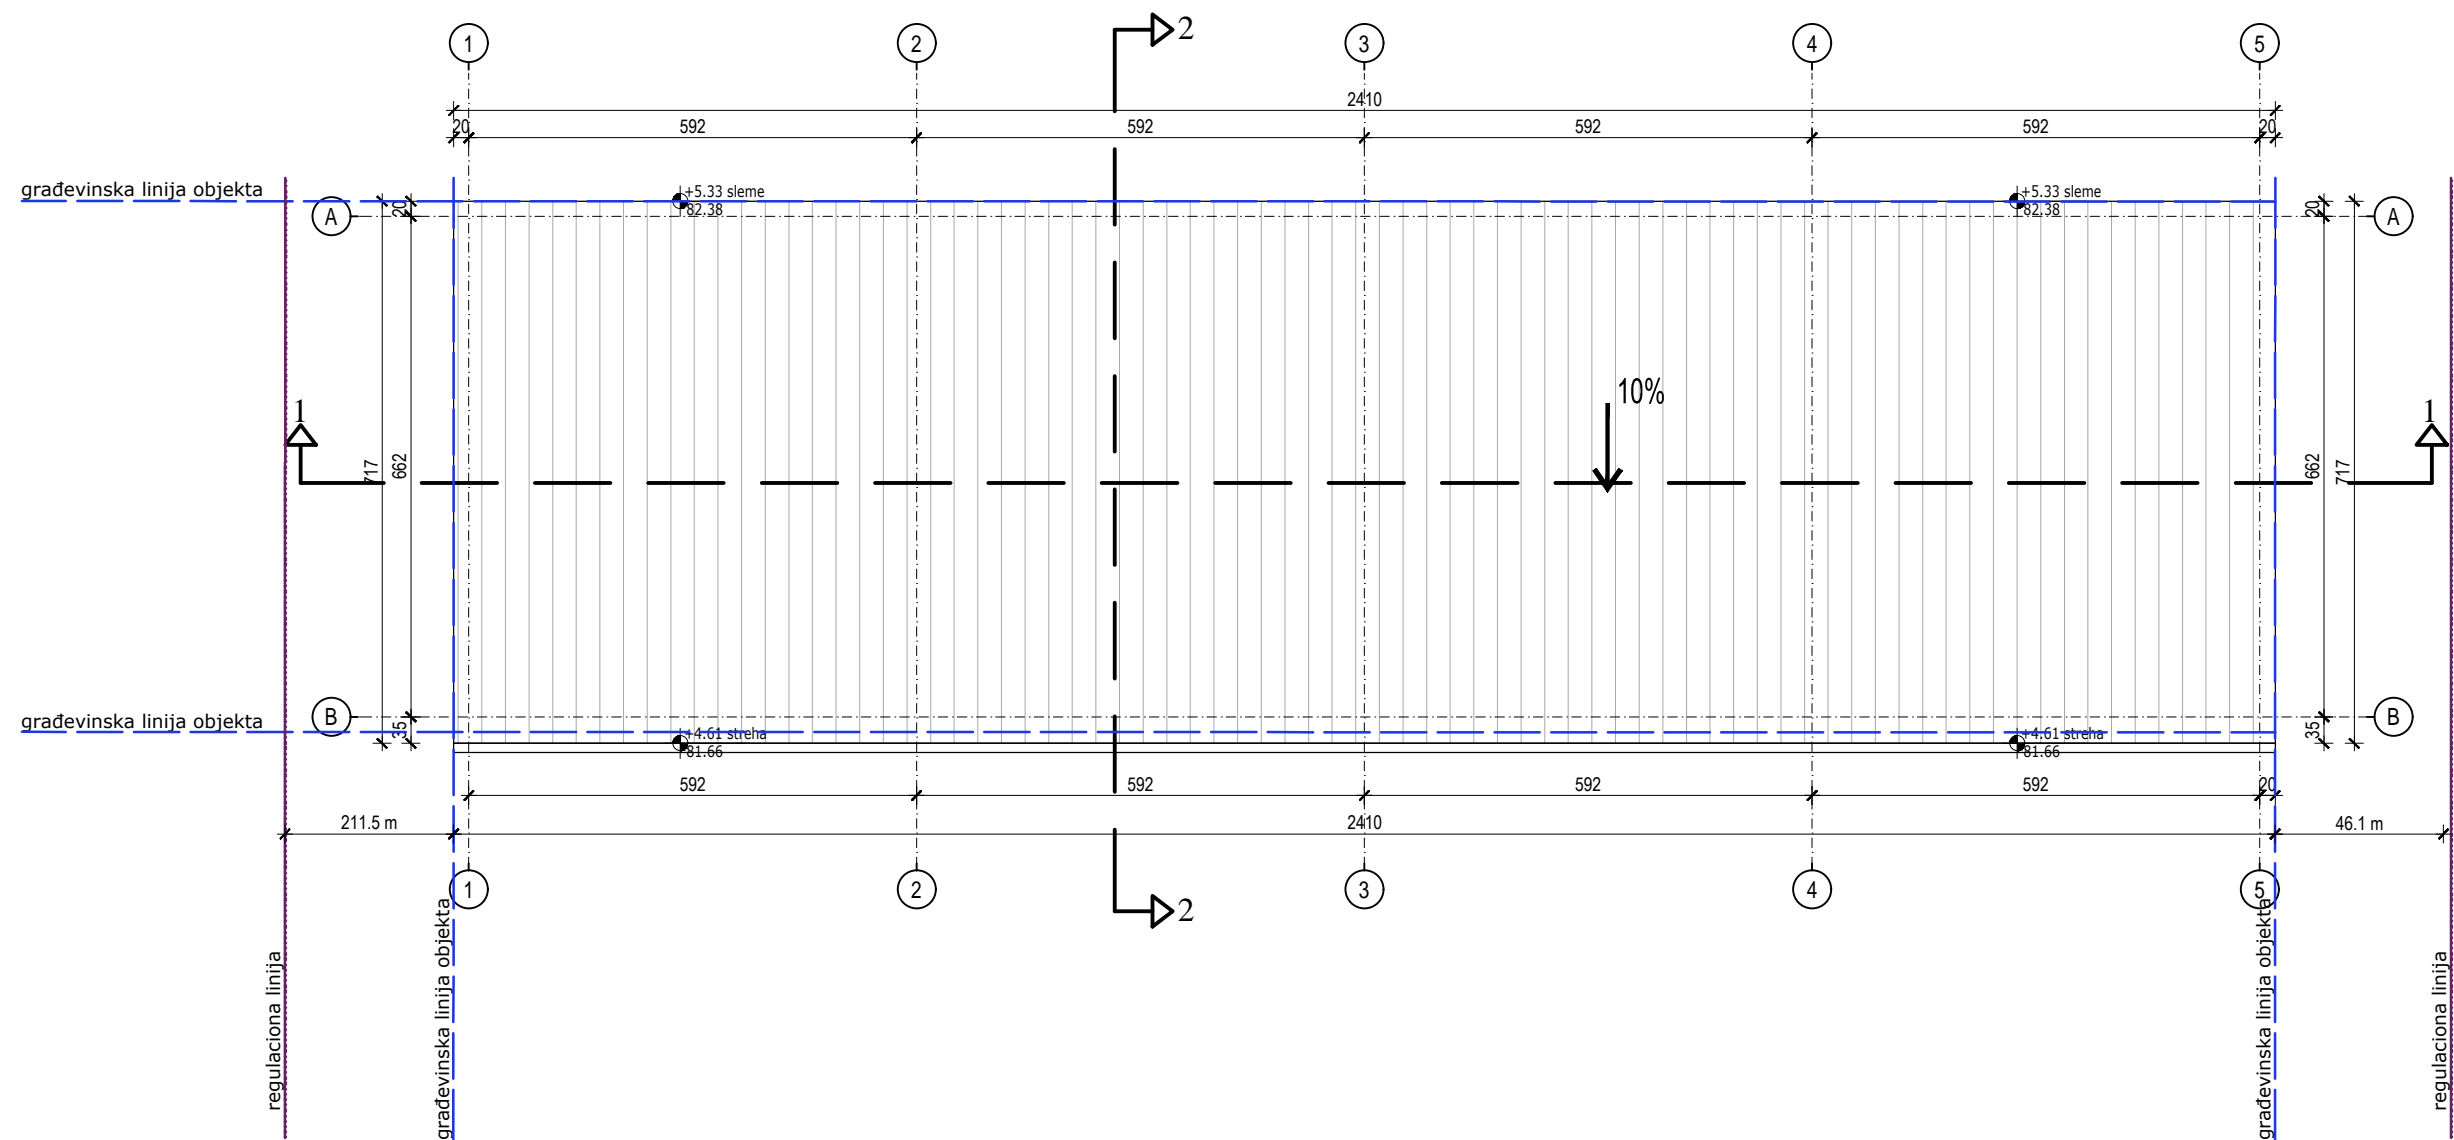 1
2
3
4
5
2
2410
20
592
592
592
592
20
građevinska linija objekta
+5.33 sleme
82.38
+5.33 sleme
82.38
A
20
20
A
10%
1
1
717
662
662
717
građevinska linija objekta
B
35
+4.61 streha
81.66
+4.61 streha
81.66
35
B
592
592
592
592
20
211.5 m
2410
46.1 m
1
2
3
4
5
2
regulaciona linija
građevinska linija objekta
građevinska linija objekta
regulaciona linija